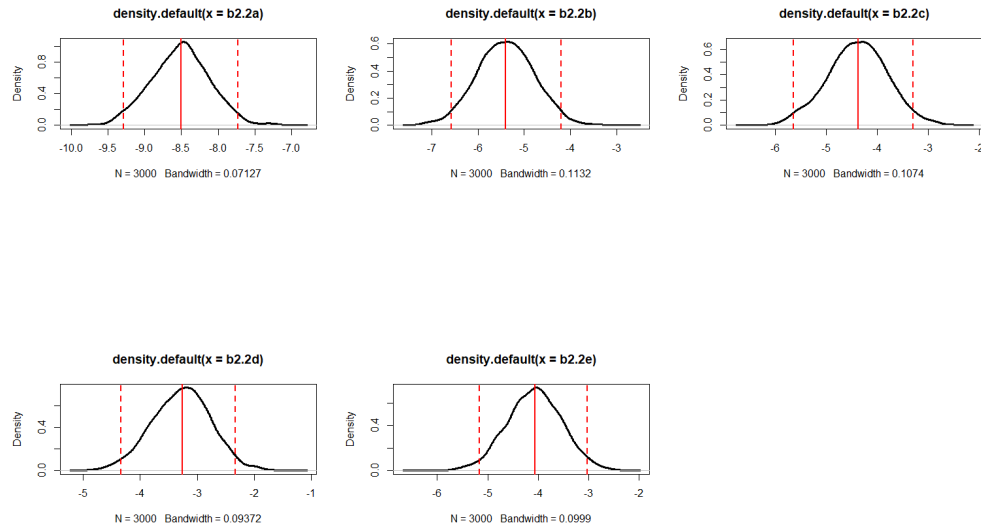 density.default(x = b2.2a)
Density
0.0 0.4 0.8
-10.0 -9.5 -9.0 -8.5 -8.0 -7.5 -7.0
N = 3000 Bandwidth = 0.07127
density.default(x = b2.2b)
Density
0.0 0.2 0.4 0.6
-7 -6 -5 -4 -3
N = 3000 Bandwidth = 0.1132
density.default(x = b2.2c)
Density
0.0 0.2 0.4 0.6
-6 -5 -4 -3 -2
N = 3000 Bandwidth = 0.1074
density.default(x = b2.2d)
Density
0.0 0.4
-5 -4 -3 -2 -1
N = 3000 Bandwidth = 0.09372
density.default(x = b2.2e)
Density
0.0 0.4
-6 -5 -4 -3 -2
N = 3000 Bandwidth = 0.0999